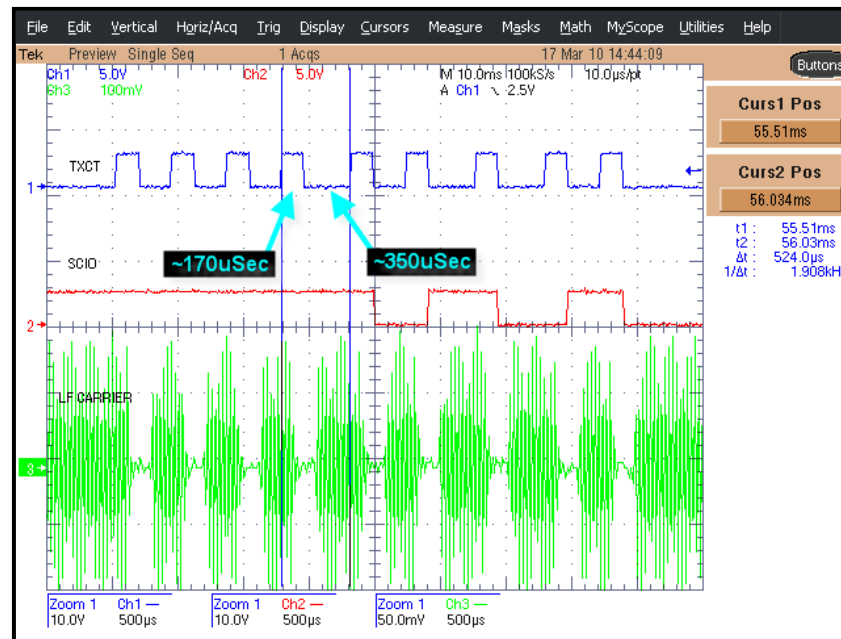 File Edit Vertical Horiz/Acq Trig Display Cursors Measure Masks Math MyScope Utilities Help
Tek Preview Single Seq 1 Acqs 17 Mar 10 14:44:09
Buttons
Ch1 5.0V Ch2 5.0V M 10.0ms 100kS/s 10.0µs/pt
Ch3 100mV A Ch1 2.5V
Curs1 Pos
55.51ms
Curs2 Pos
56.034ms
t1 : 55.51ms
t2 : 56.03ms
Δt : 524.0µs
1/Δt : 1.908kH
TXCT
1
~170uSec
~350uSec
SCIO
2
LF CARRIER
3
Zoom 1 Ch1 Zoom 1 Ch2 Zoom 1 Ch3
10.0V 500µs 10.0V 500µs 50.0mV 500µs